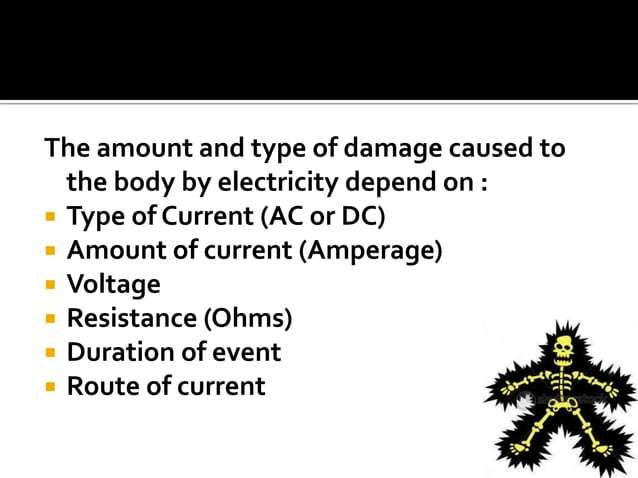 The amount and type of damage caused to
the body by electricity depend on :
Type of Current (AC or DC)
Amount of current (Amperage)
Voltage
Resistance (Ohms)
Duration of event
Route of current